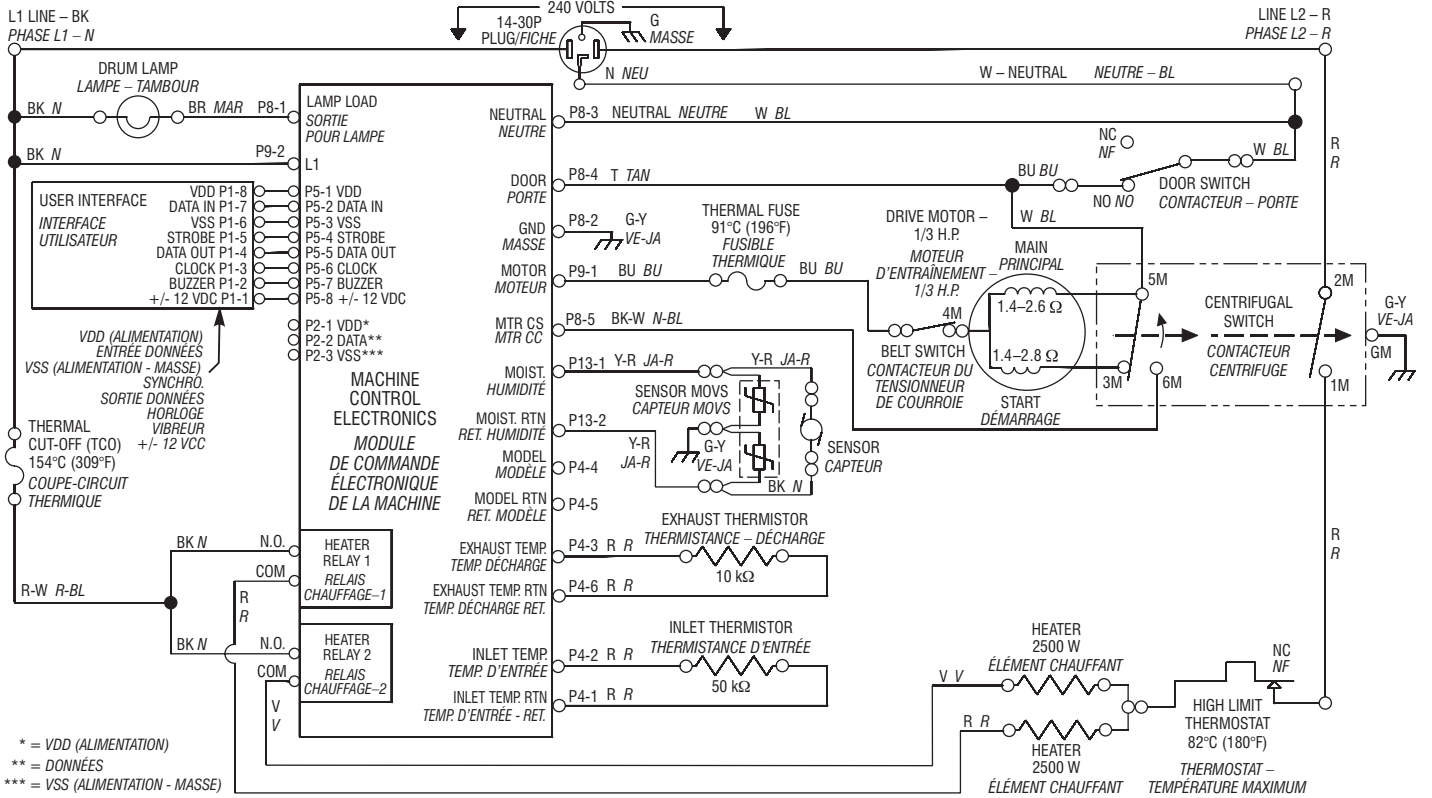 L1 LINE – BK
PHASE L1 – N
240 VOLTS
14-30P
PLUG/FICHE
G
MASSE
LINE L2 – R
PHASE L2 – R
N NEU
W – NEUTRAL NEUTRE – BL
DRUM LAMP
LAMPE – TAMBOUR
BK N
BR MAR P8-1
LAMP LOAD
SORTIE
POUR LAMPE
BK N
P9-2
L1
NEUTRAL
NEUTRE
P8-3 NEUTRAL NEUTRE W BL
NC
NF
W BL
R
R
BU BU
NO NO
DOOR SWITCH
CONTACTEUR – PORTE
DOOR
PORTE
P8-4 T TAN
W BL
USER INTERFACE
INTERFACE
UTILISATEUR
VDD P1-8
DATA IN P1-7
VSS P1-6
STROBE P1-5
DATA OUT P1-4
CLOCK P1-3
BUZZER P1-2
+/- 12 VDC P1-1
P5-1 VDD
P5-2 DATA IN
P5-3 VSS
P5-4 STROBE
P5-5 DATA OUT
P5-6 CLOCK
P5-7 BUZZER
P5-8 +/- 12 VDC
P2-1 VDD*
P2-2 DATA**
P2-3 VSS***
VDD (ALIMENTATION)
ENTRÉE DONNÉES
VSS (ALIMENTATION - MASSE)
SYNCHRO.
SORTIE DONNÉES
HORLOGE
VIBREUR
+/- 12 VCC
GND
MASSE
P8-2
G-Y
VE-JA
THERMAL FUSE
91°C (196°F)
FUSIBLE
THERMIQUE
MOTOR
MOTEUR
P9-1 BU BU
BU BU
DRIVE MOTOR –
1/3 H.P.
MOTEUR
D'ENTRAÎNEMENT –
1/3 H.P.
MAIN
PRINCIPAL
1.4–2.6 Ω
1.4–2.8 Ω
START
DÉMARRAGE
4M
BELT SWITCH
CONTACTEUR DU
TENSIONNEUR
DE COURROIE
5M
3M
6M
CENTRIFUGAL
SWITCH
CONTACTEUR
CENTRIFUGE
2M
1M
G-Y
VE-JA
GM
MTR CS
MTR CC
P8-5 BK-W N-BL
MOIST.
HUMIDITÉ
P13-1 Y-R JA-R
Y-R JA-R
SENSOR MOVS
CAPTEUR MOVS
MOIST. RTN
RET. HUMIDITÉ
P13-2
Y-R
JA-R
G-Y
VE-JA
BK N
SENSOR
CAPTEUR
MACHINE
CONTROL
ELECTRONICS
MODULE
DE COMMANDE
ÉLECTRONIQUE
DE LA MACHINE
MODEL
MODÈLE
P4-4
MODEL RTN
RET. MODÈLE
P4-5
THERMAL
CUT-OFF (TCO)
154°C (309°F)
COUPE-CIRCUIT
THERMIQUE
EXHAUST THERMISTOR
THERMISTANCE – DÉCHARGE
10 kΩ
EXHAUST TEMP.
TEMP. DÉCHARGE
P4-3 R R
EXHAUST TEMP. RTN
TEMP. DÉCHARGE RET.
P4-6 R R
R
R
BK N
N.O.
HEATER
RELAY 1
RELAIS
CHAUFFAGE–1
COM
R-W R-BL
R
R
BK N
N.O.
HEATER
RELAY 2
RELAIS
CHAUFFAGE–2
COM
V
V
INLET THERMISTOR
THERMISTANCE D'ENTRÉE
50 kΩ
INLET TEMP.
TEMP. D'ENTRÉE
P4-2 R R
INLET TEMP. RTN
TEMP. D'ENTRÉE - RET.
P4-1 R R
HEATER
2500 W
ÉLÉMENT CHAUFFANT
V V
R R
HEATER
2500 W
ÉLÉMENT CHAUFFANT
NC
NF
HIGH LIMIT
THERMOSTAT
82°C (180°F)
THERMOSTAT –
TEMPÉRATURE MAXIMUM
* = VDD (ALIMENTATION)
** = DONNÉES
*** = VSS (ALIMENTATION - MASSE)